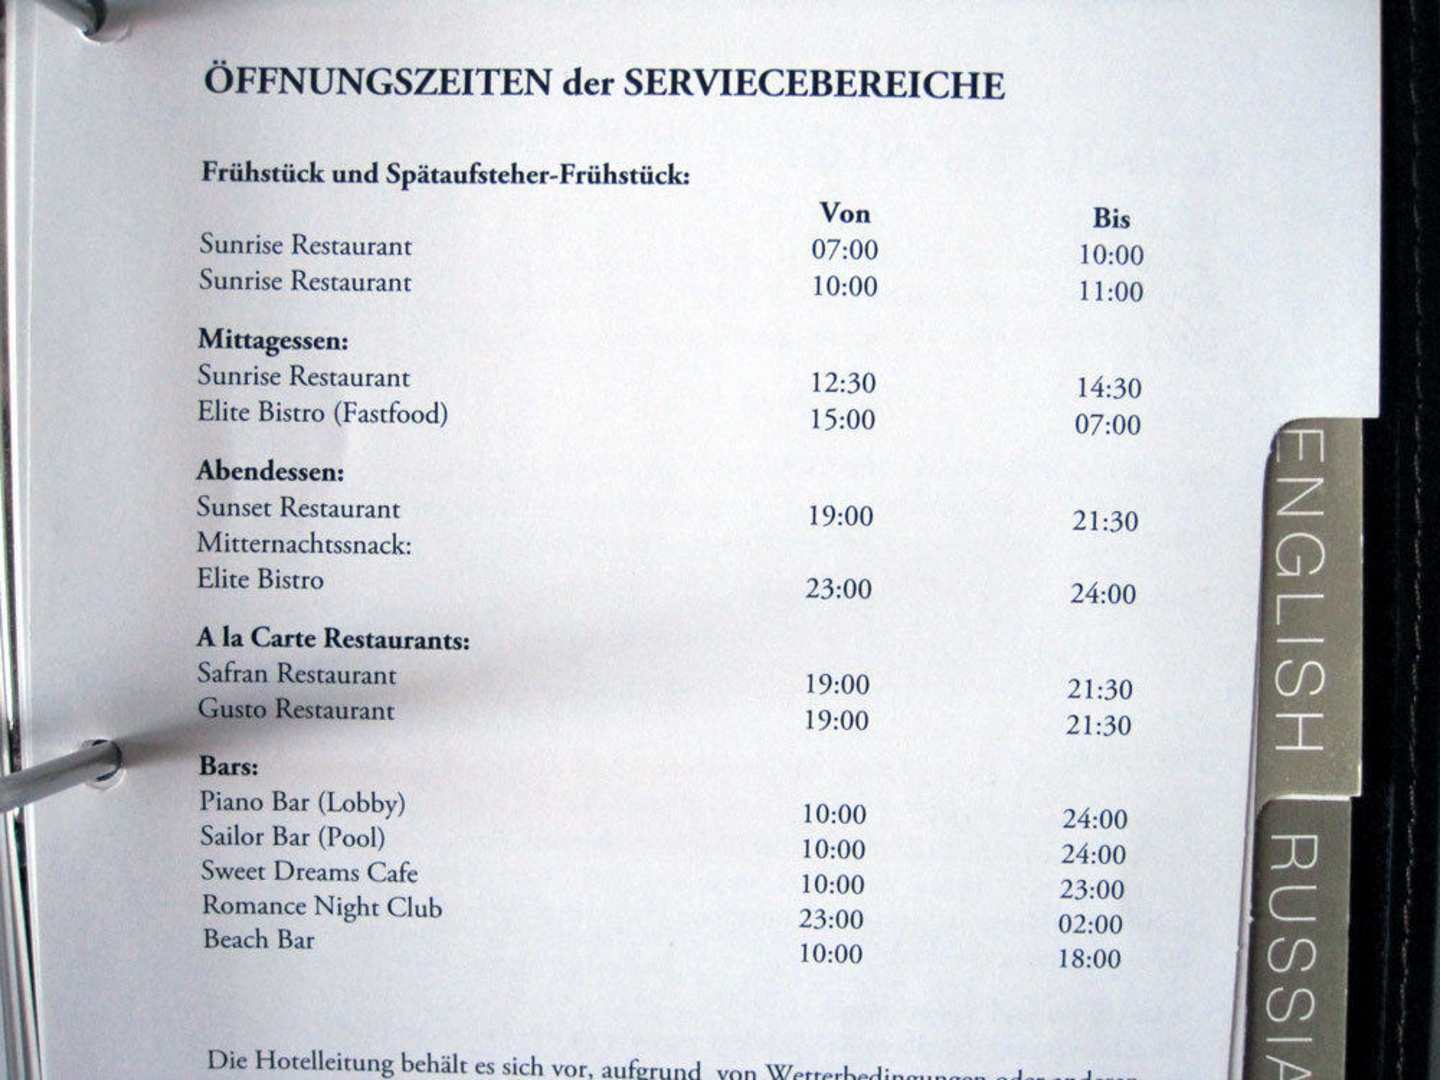 ÖFFNUNGSZEITEN der SERVIECEBEREICHE
Frühstück und Spätaufsteher-Frühstück:
Von Bis
Sunrise Restaurant 07:00 10:00
Sunrise Restaurant 10:00 11:00
Mittagessen:
Sunrise Restaurant 12:30 14:30
Elite Bistro (Fastfood) 15:00 07:00
Abendessen:
Sunset Restaurant 19:00 21:30
Mitternachtssnack:
Elite Bistro 23:00 24:00
A la Carte Restaurants:
Safran Restaurant 19:00 21:30
Gusto Restaurant 19:00 21:30
Bars:
Piano Bar (Lobby) 10:00 24:00
Sailor Bar (Pool) 10:00 24:00
Sweet Dreams Cafe 10:00 23:00
Romance Night Club 23:00 02:00
Beach Bar 10:00 18:00
Die Hotelleitung behält es sich vor, aufgrund von Wetterbedingungen oder anderen
ENGLISH
RUSSIA